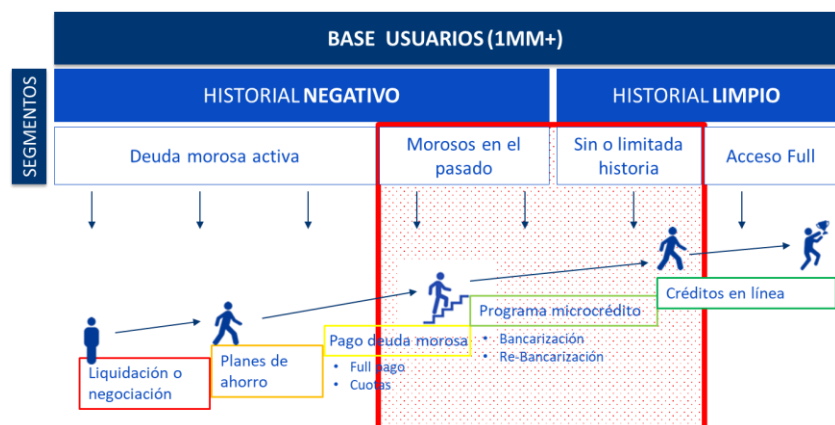 BASE USUARIOS (1MM+)
SEGMENTOS
HISTORIAL NEGATIVO
HISTORIAL LIMPIO
Deuda morosa activa
Morosos en el
pasado
Sin o limitada
historia
Acceso Full
Liquidación o
negociación
Planes de
ahorro
Pago deuda morosa
• Full pago
• Cuotas
Programa microcrédito
• Bancarización
• Re-Bancarización
Créditos en línea